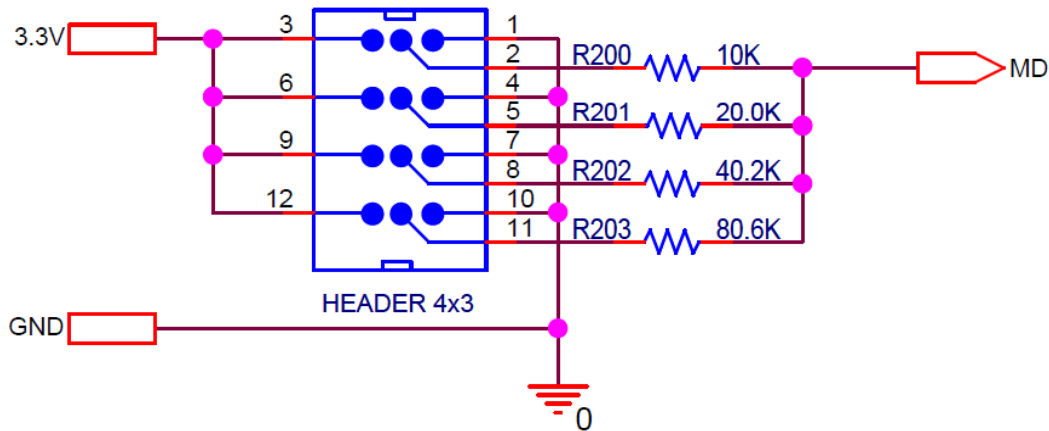 3.3V 3 1
2 R200 10K MD
6 4
5 R201 20.0K
9 7
8 R202 40.2K
12 10
11 R203 80.6K
HEADER 4x3
GND
0